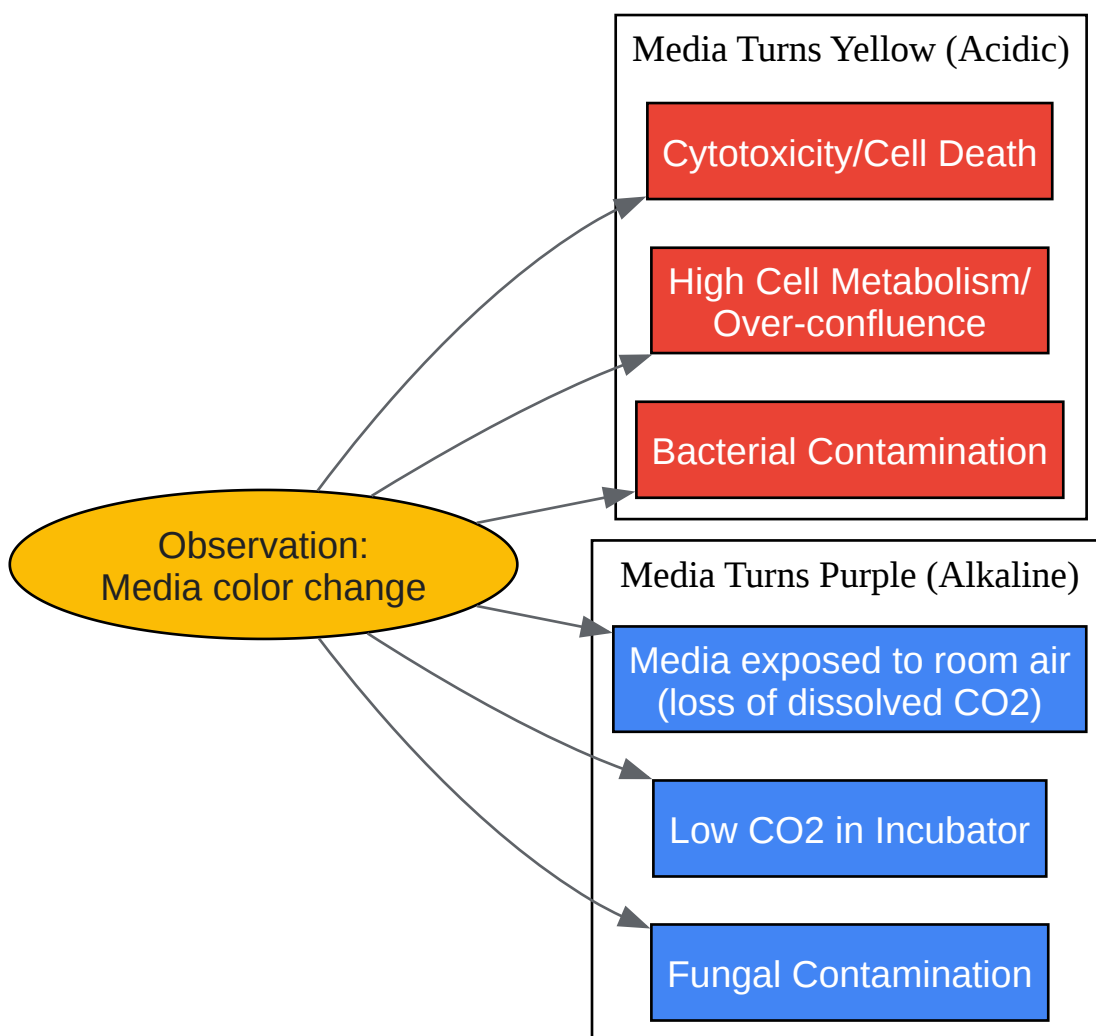 Media Turns Yellow (Acidic)
Cytotoxicity/Cell Death
High Cell Metabolism/
Over-confluence
Bacterial Contamination
Observation:
Media color change
Media Turns Purple (Alkaline)
Media exposed to room air
(loss of dissolved CO2)
Low CO2 in Incubator
Fungal Contamination